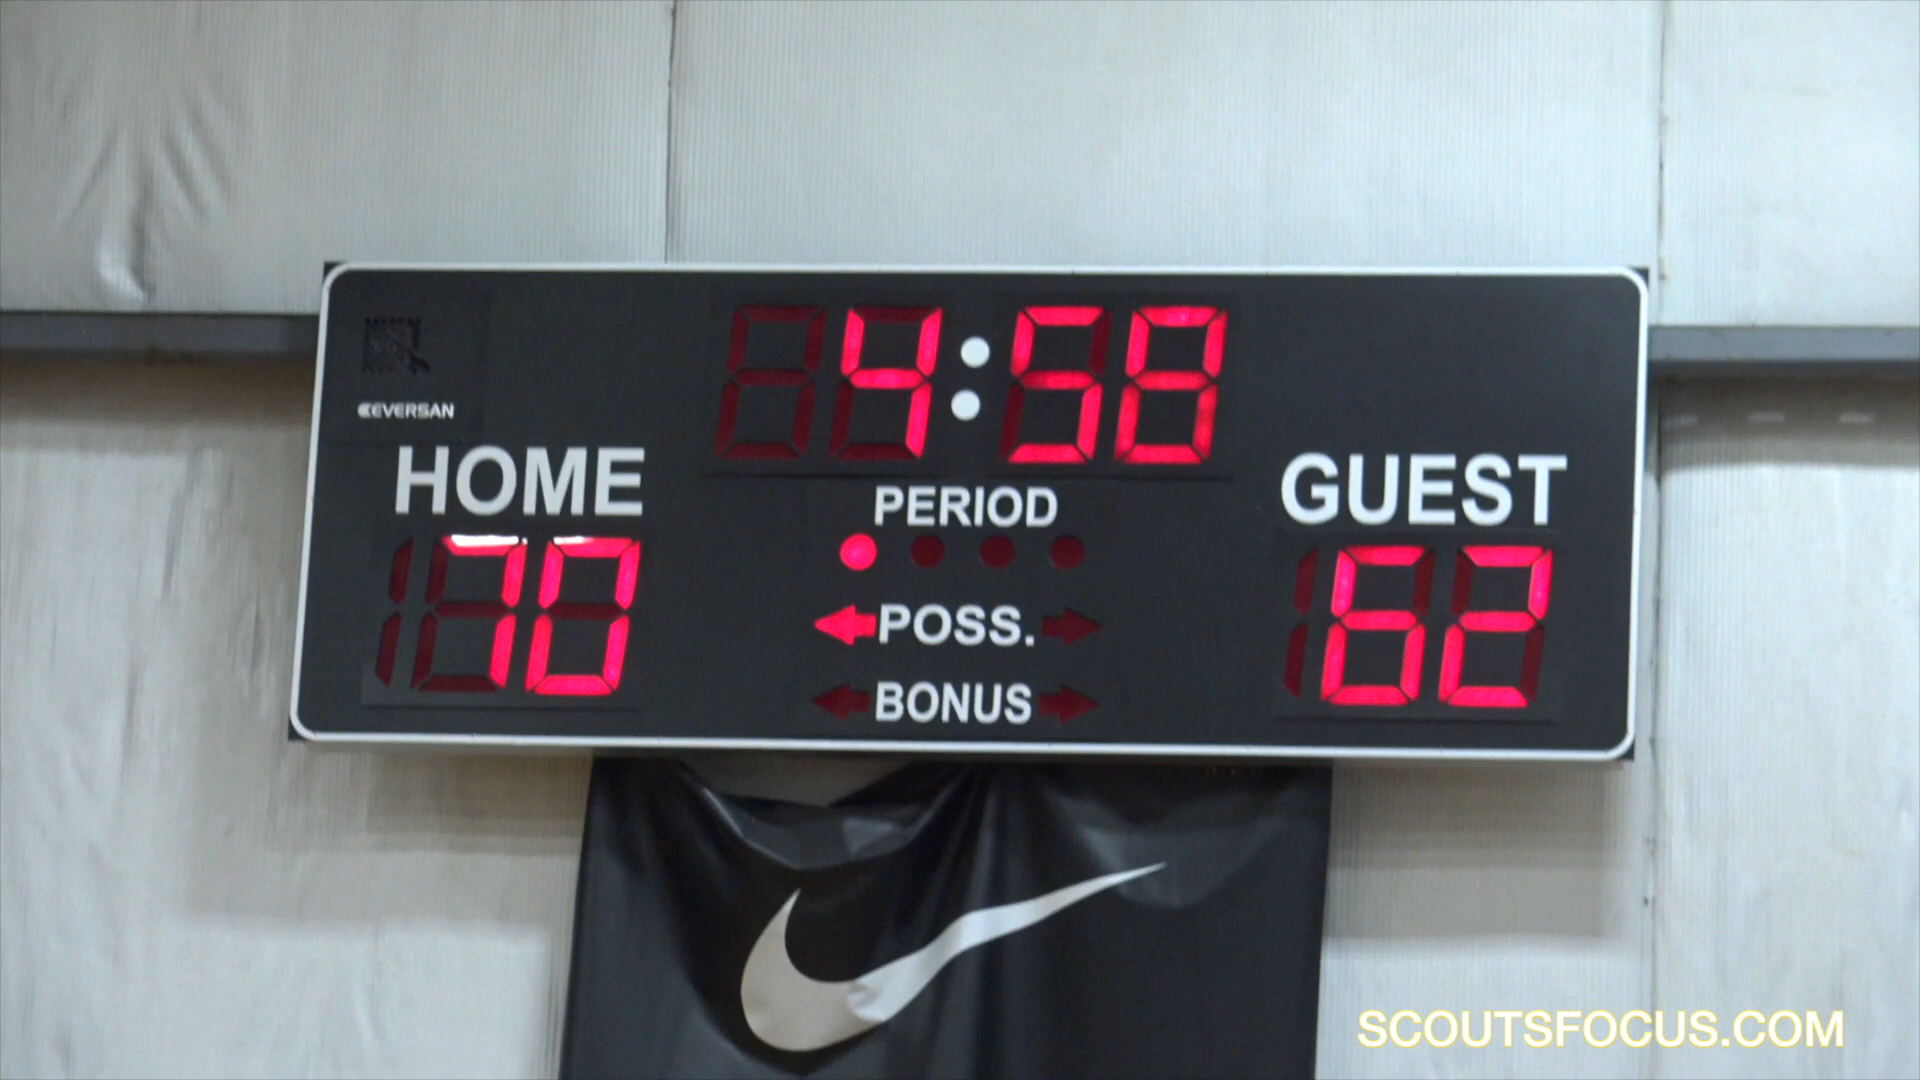 4:58
EVERSAN
HOME
PERIOD
GUEST
70
62
POSS.
BONUS
SCOUTSFOCUS.COM